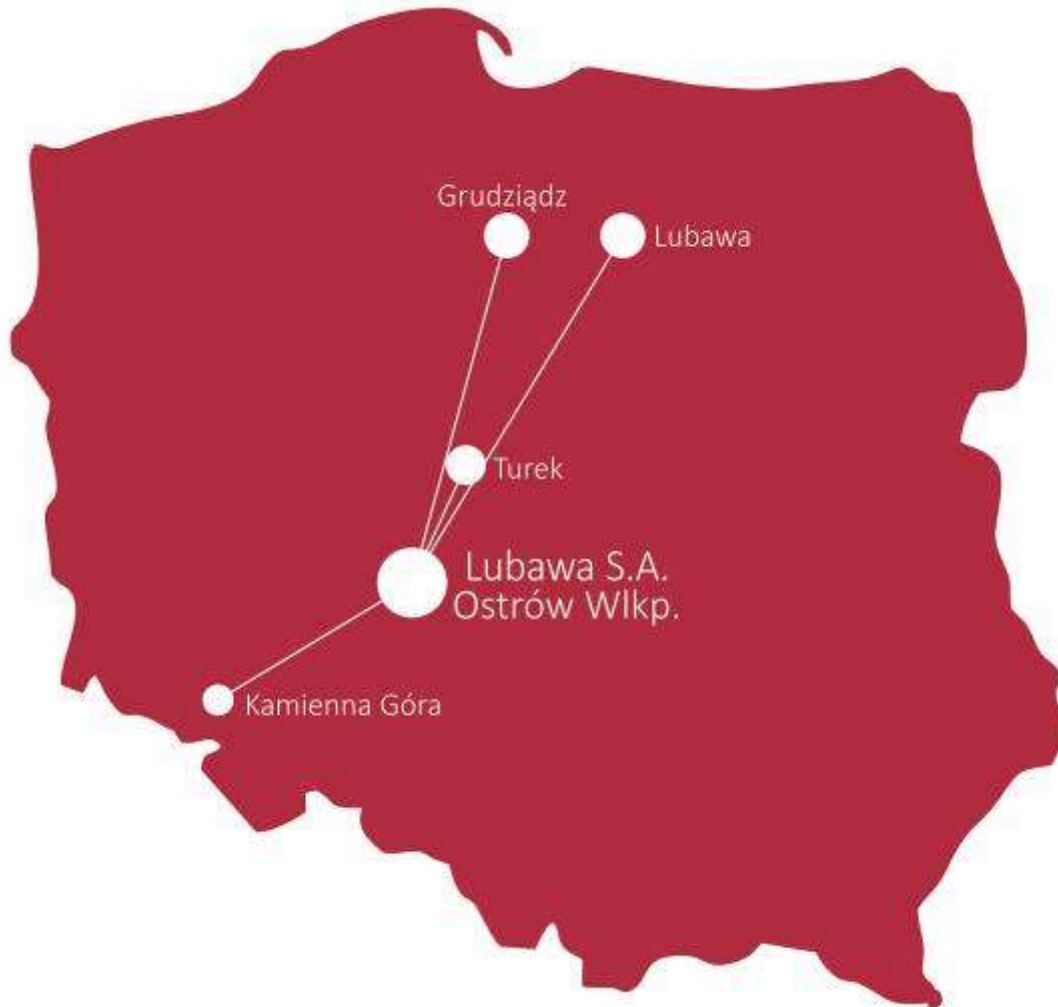 Grudziądz
Lubawa
Turek
Lubawa S.A.
Ostrów Wlkp.
Kamienna Góra